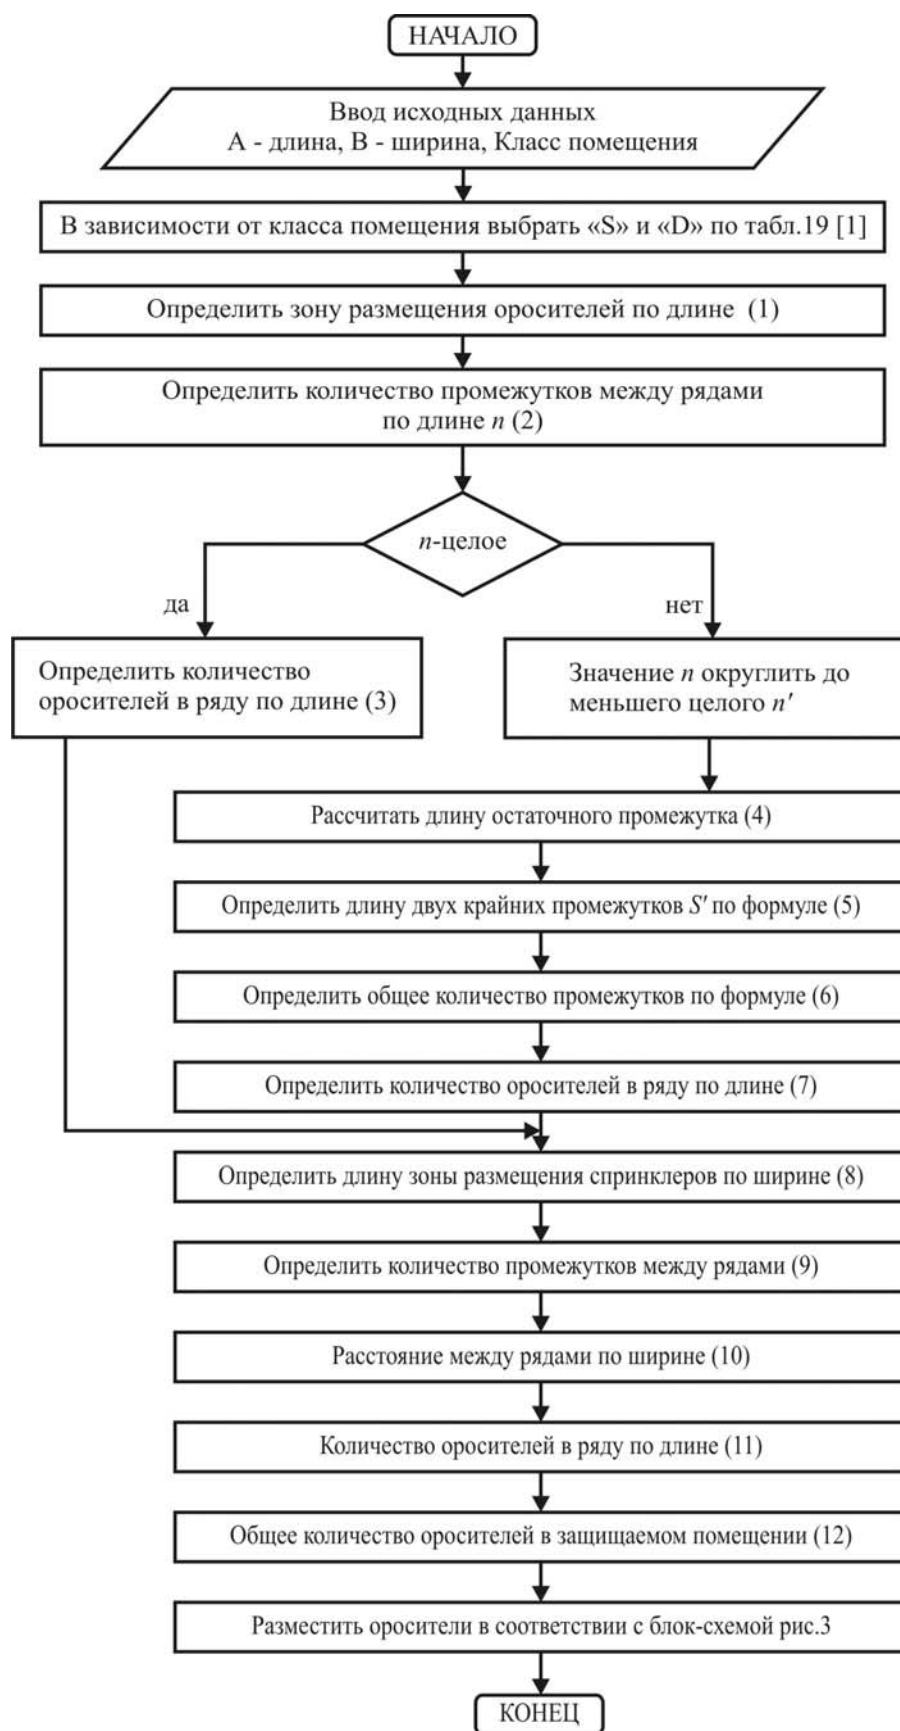 НАЧАЛО
Ввод исходных данных
А - длина, В - ширина, Класс помещения
В зависимости от класса помещения выбрать «S» и «D» по табл.19 [1]
Определить зону размещения оросителей по длине (1)
Определить количество промежутков между рядами
по длине n (2)
n-целое
да
нет
Определить количество
оросителей в ряду по длине (3)
Значение n округлить до
меньшего целого n'
Рассчитать длину остаточного промежутка (4)
Определить длину двух крайних промежутков S' по формуле (5)
Определить общее количество промежутков по формуле (6)
Определить количество оросителей в ряду по длине (7)
Определить длину зоны размещения спринклеров по ширине (8)
Определить количество промежутков между рядами (9)
Расстояние между рядами по ширине (10)
Количество оросителей в ряду по длине (11)
Общее количество оросителей в защищаемом помещении (12)
Разместить оросители в соответствии с блок-схемой рис.3
КОНЕЦ